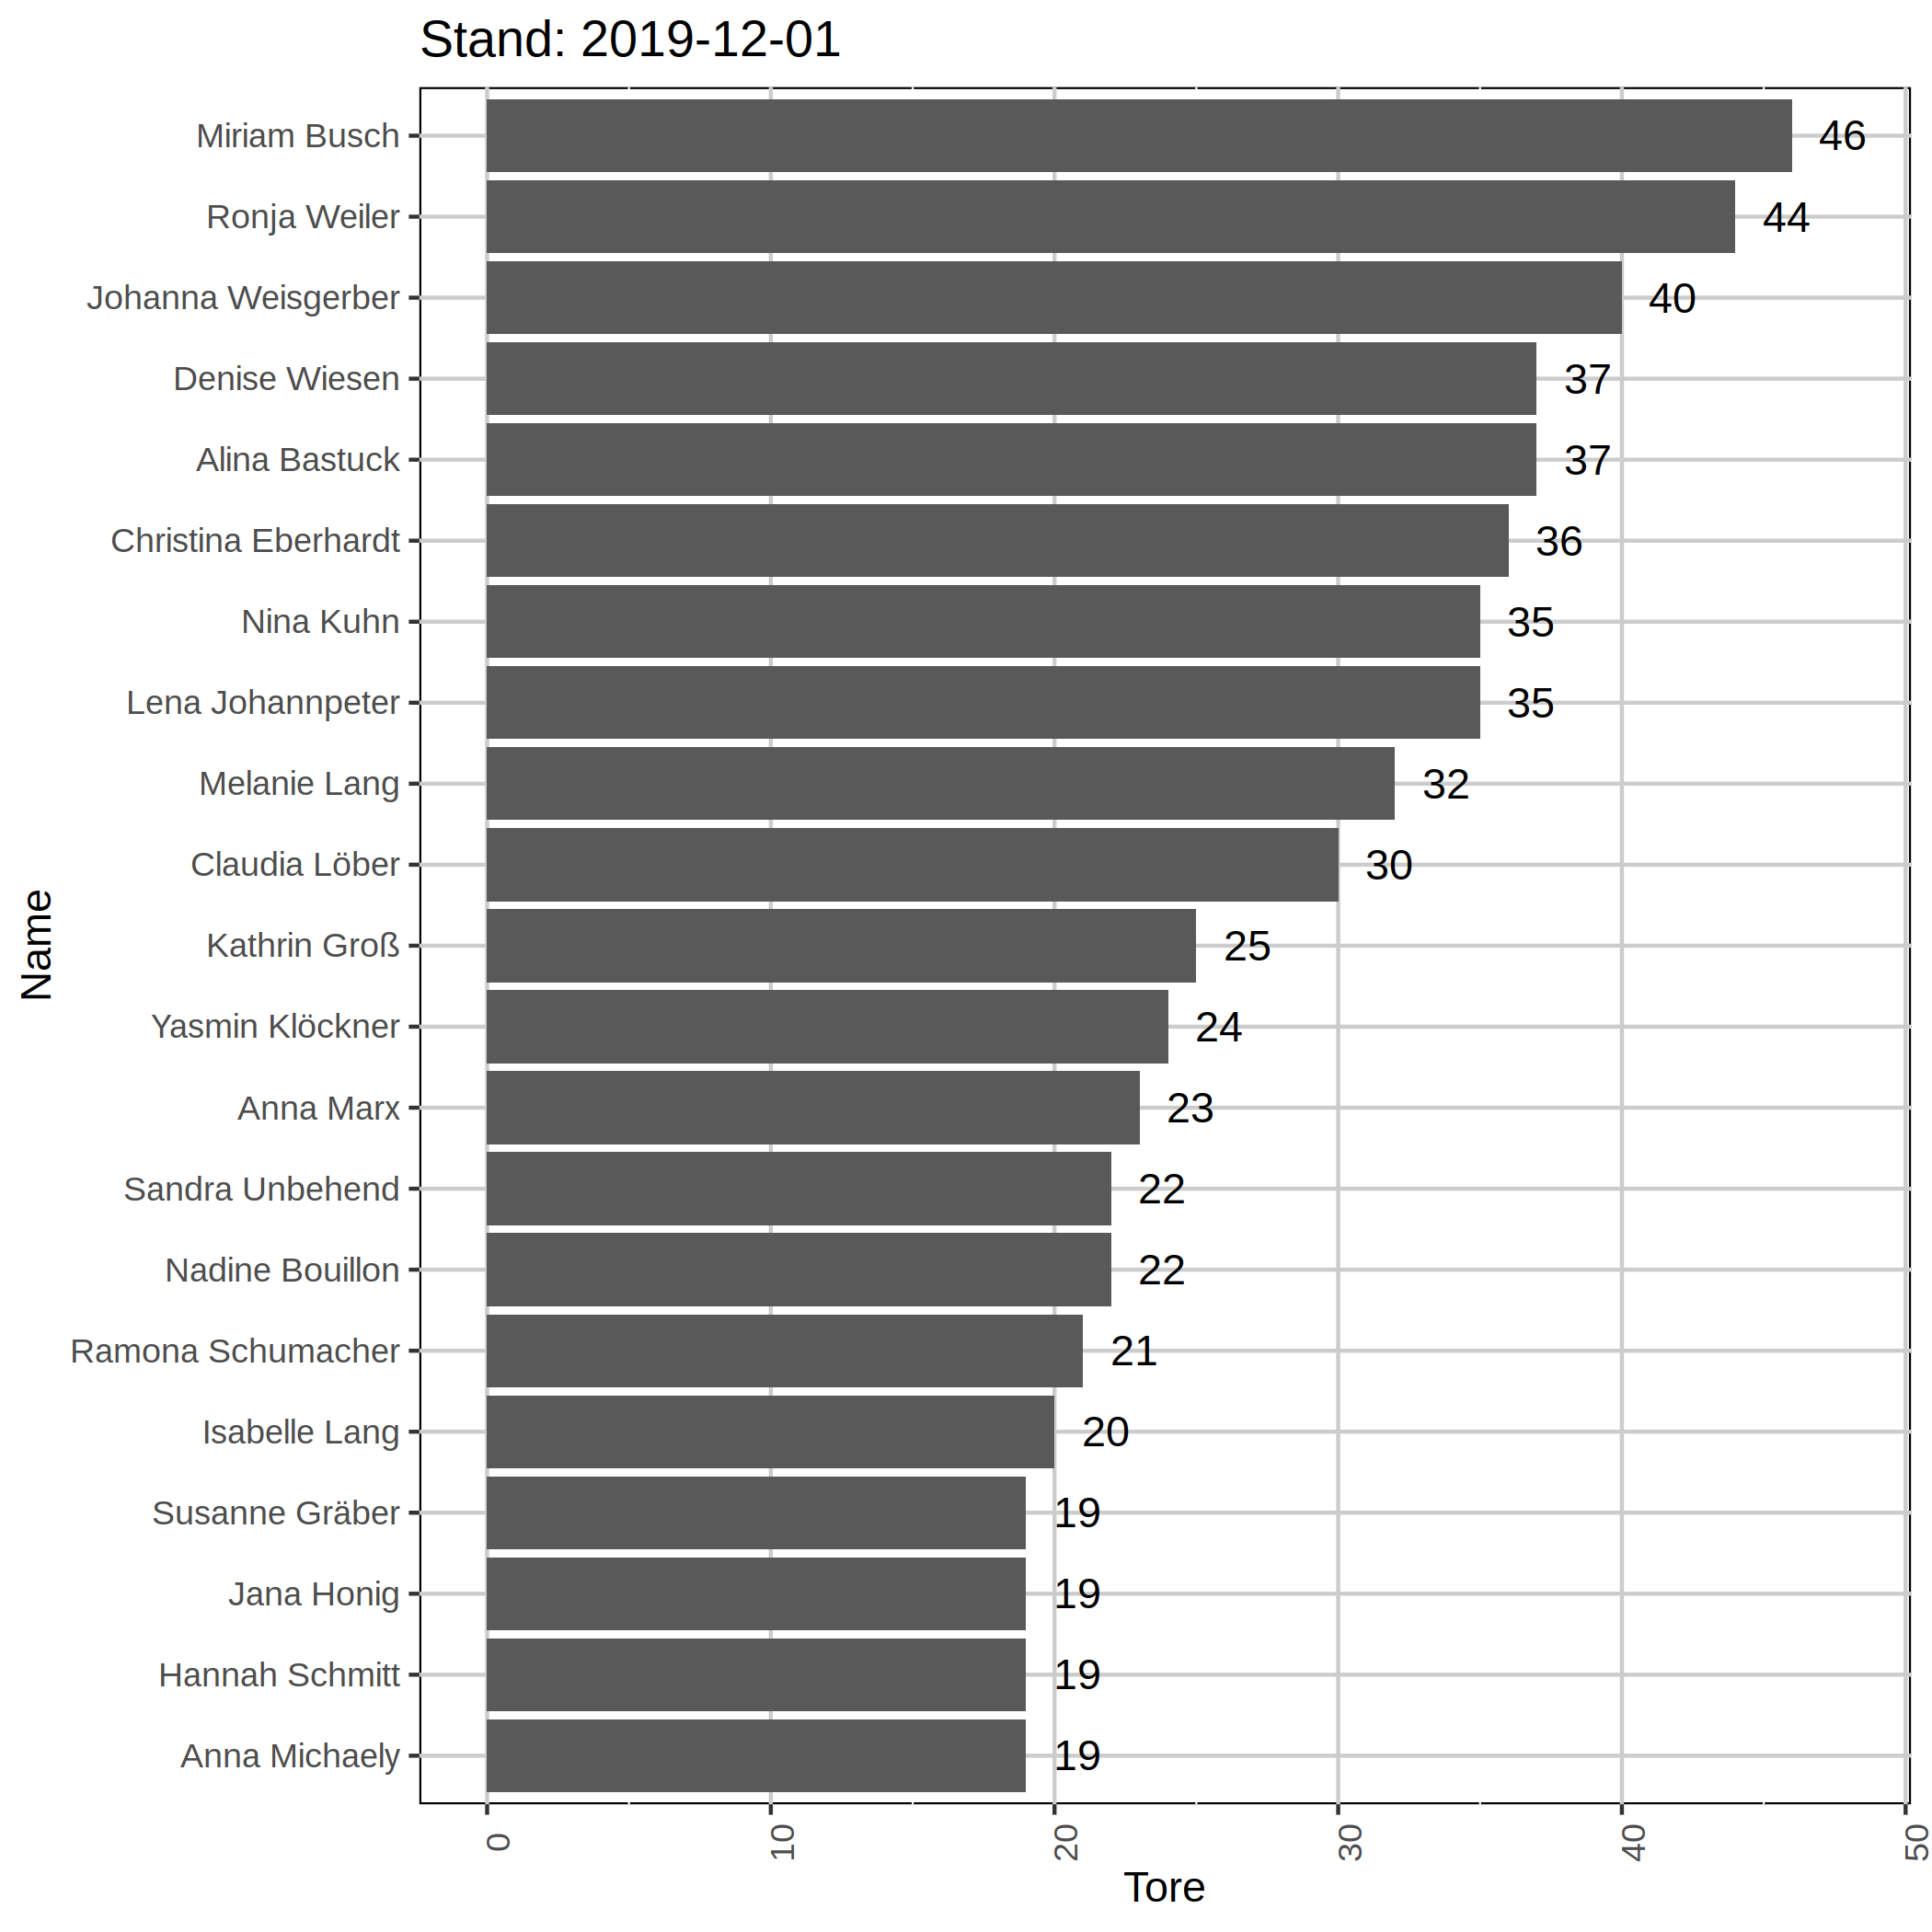 Stand: 2019-12-01
Miriam Busch 46
Ronja Weiler 44
Johanna Weisgerber 40
Denise Wiesen 37
Alina Bastuck 37
Christina Eberhardt 36
Nina Kuhn 35
Lena Johannpeter 35
Melanie Lang 32
Claudia Löber 30
Kathrin Groß 25
Yasmin Klöckner 24
Anna Marx 23
Sandra Unbehend 22
Nadine Bouillon 22
Ramona Schumacher 21
Isabelle Lang 20
Susanne Gräber 19
Jana Honig 19
Hannah Schmitt 19
Anna Michaely 19
Name
0 10 20 30 40 50
Tore